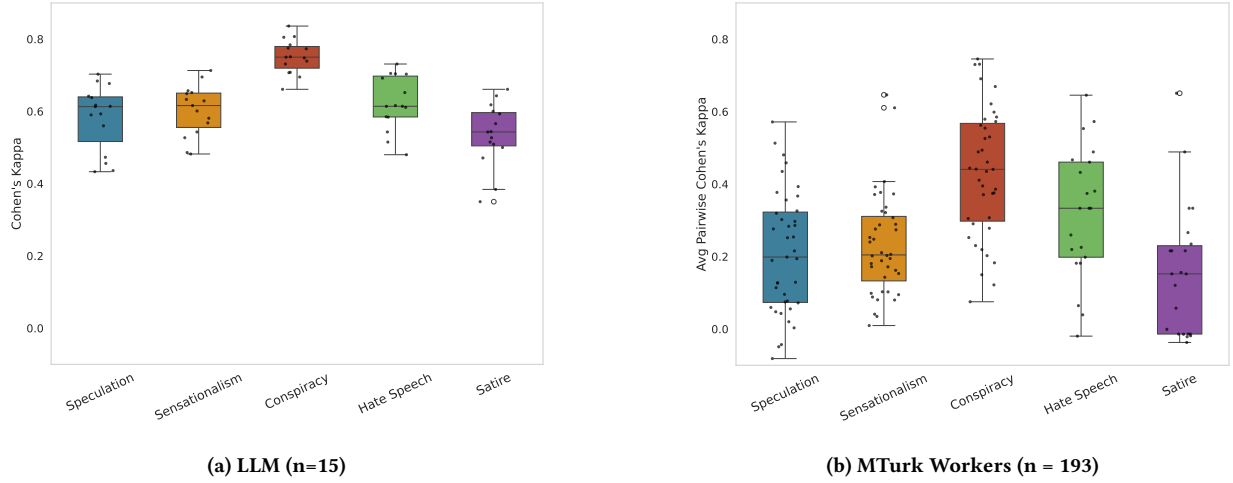 Cohen's Kappa
0.8
0.6
0.4
0.2
0.0
Speculation
Sensationalism
Conspiracy
Hate Speech
Satire
(a) LLM (n=15)
Avg Pairwise Cohen's Kappa
0.8
0.6
0.4
0.2
0.0
Speculation
Sensationalism
Conspiracy
Hate Speech
Satire
(b) MTurk Workers (n = 193)